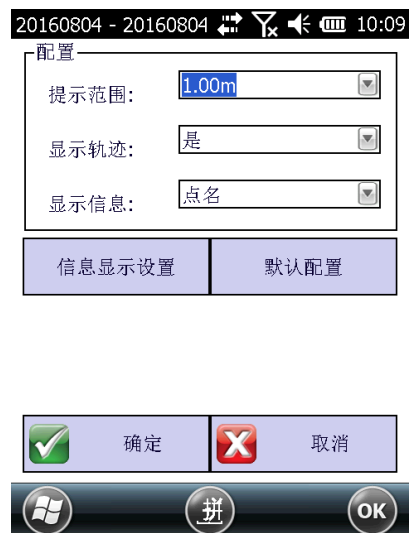 20160804 - 20160804 10:09
配置
提示范围: 1.00m
显示轨迹: 是
显示信息: 点名
信息显示设置 默认配置
确定 取消
拼 OK